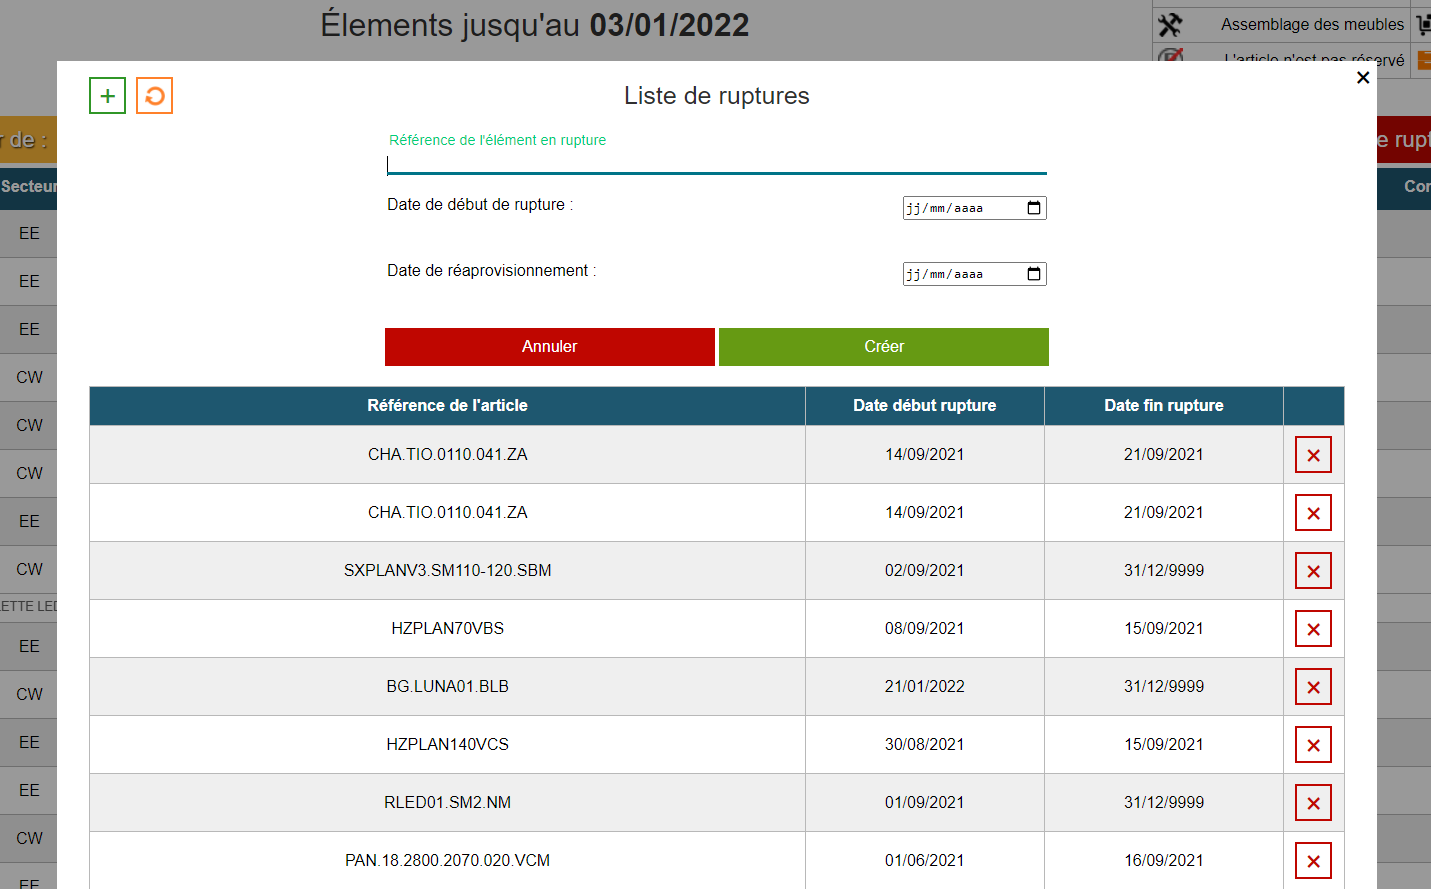 Élements jusqu'au 03/01/2022
Assemblage des meubles
L'article n'est pas réservé
Liste de ruptures
Référence de l'élément en rupture
r de :
e rupt
Secteur
Cor
Date de début de rupture :
jj/mm/aaaa
Date de réaprovisionnement :
jj/mm/aaaa
Annuler
Créer
Référence de l'article Date début rupture Date fin rupture
CHA.TIO.0110.041.ZA 14/09/2021 21/09/2021
CHA.TIO.0110.041.ZA 14/09/2021 21/09/2021
SXPLANV3.SM110-120.SBM 02/09/2021 31/12/9999
HZPLAN70VBS 08/09/2021 15/09/2021
BG.LUNA01.BLB 21/01/2022 31/12/9999
HZPLAN140VCS 30/08/2021 15/09/2021
RLED01.SM2.NM 01/09/2021 31/12/9999
PAN.18.2800.2070.020.VCM 01/06/2021 16/09/2021
EE
EE
EE
CW
CW
CW
EE
CW
ETTE LED
EE
CW
EE
EE
CW
EE